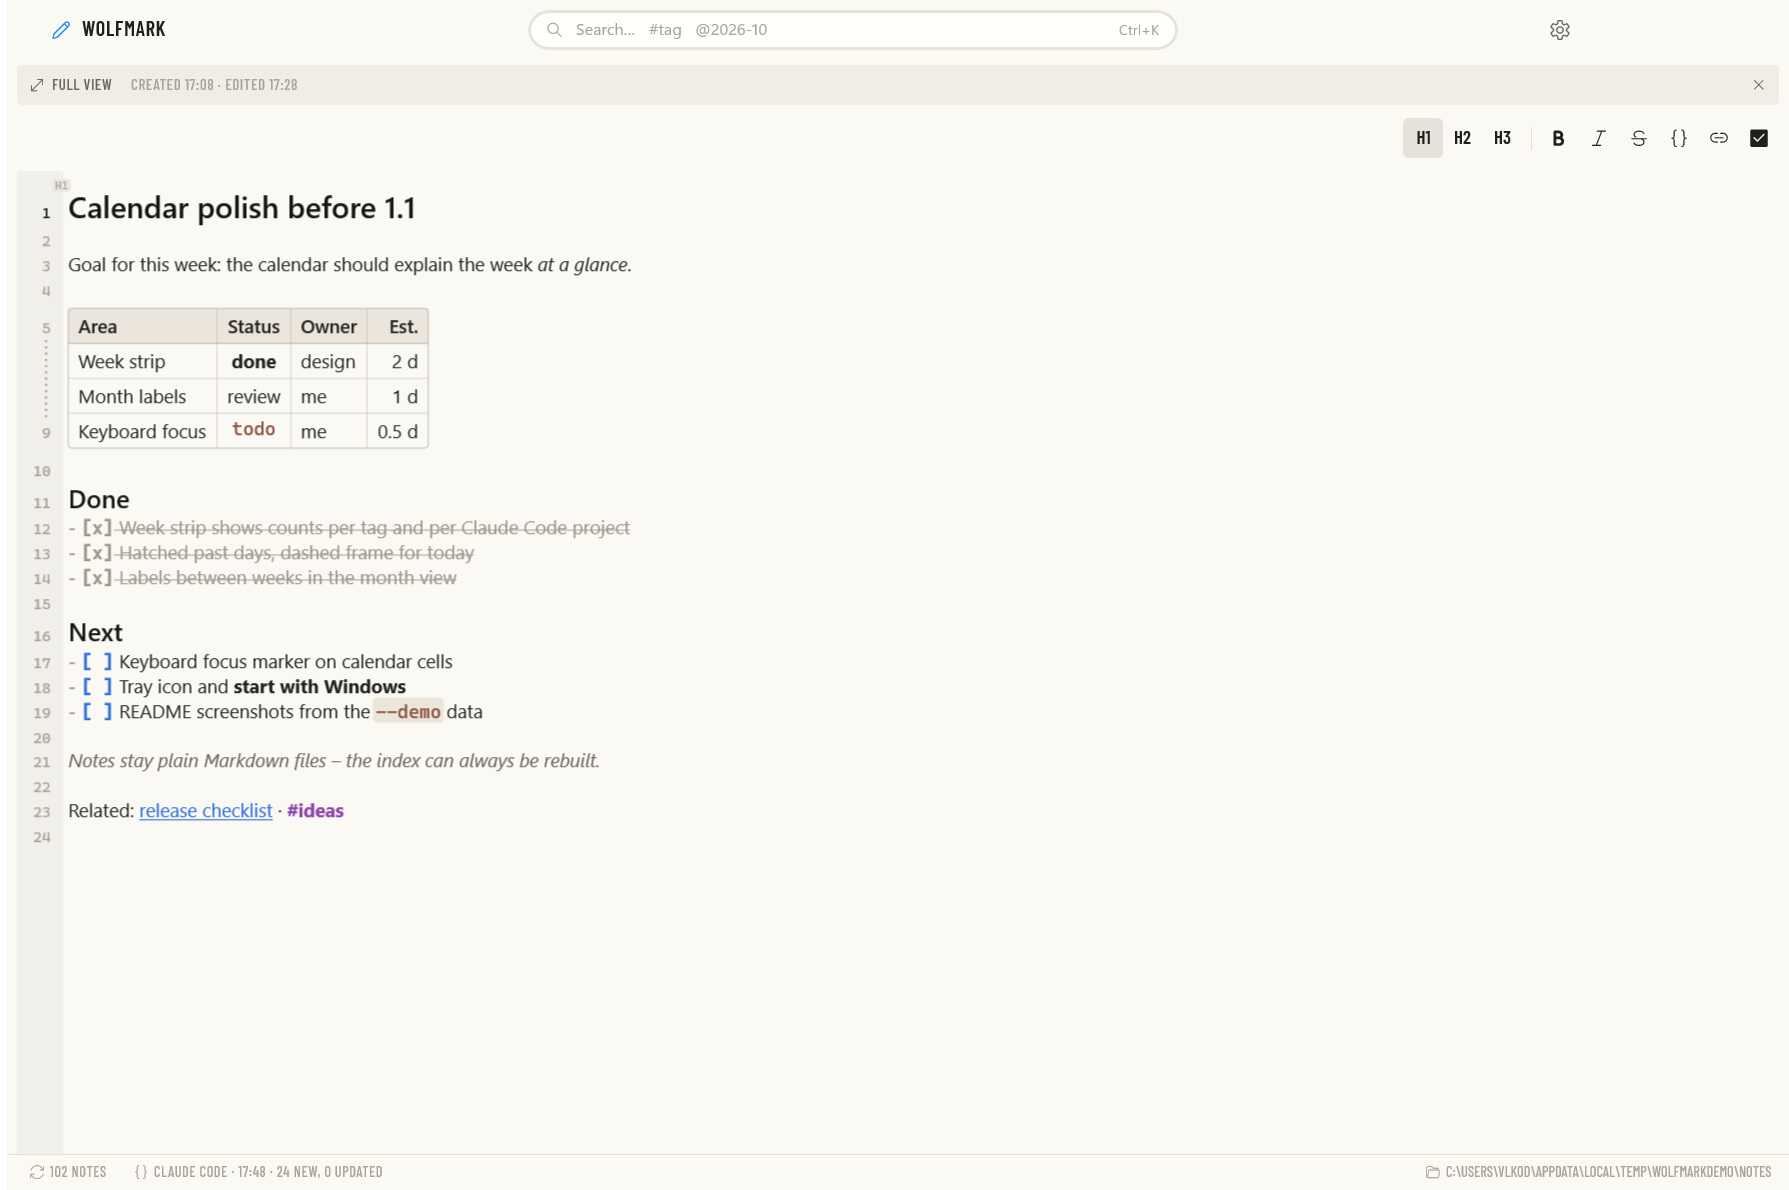 WOLFMARK
Search... #tag @2026-10 Ctrl+K
FULL VIEW CREATED 17:08 · EDITED 17:28
H1 H2 H3 B I S {}
H1
1 Calendar polish before 1.1
2
3 Goal for this week: the calendar should explain the week at a glance.
4
5 Area Status Owner Est.
Week strip done design 2 d
Month labels review me 1 d
9 Keyboard focus todo me 0.5 d
10
11 Done
12 - [x] Week strip shows counts per tag and per Claude Code project
13 - [x] Hatched past days, dashed frame for today
14 - [x] Labels between weeks in the month view
15
16 Next
17 - [ ] Keyboard focus marker on calendar cells
18 - [ ] Tray icon and start with Windows
19 - [ ] README screenshots from the --demo data
20
21 Notes stay plain Markdown files – the index can always be rebuilt.
22
23 Related: release checklist · #ideas
24
102 NOTES {} CLAUDE CODE · 17:48 · 24 NEW, 0 UPDATED C:\USERS\VLKOD\APPDATA\LOCAL\TEMP\WOLFMARKDEMO\NOTES